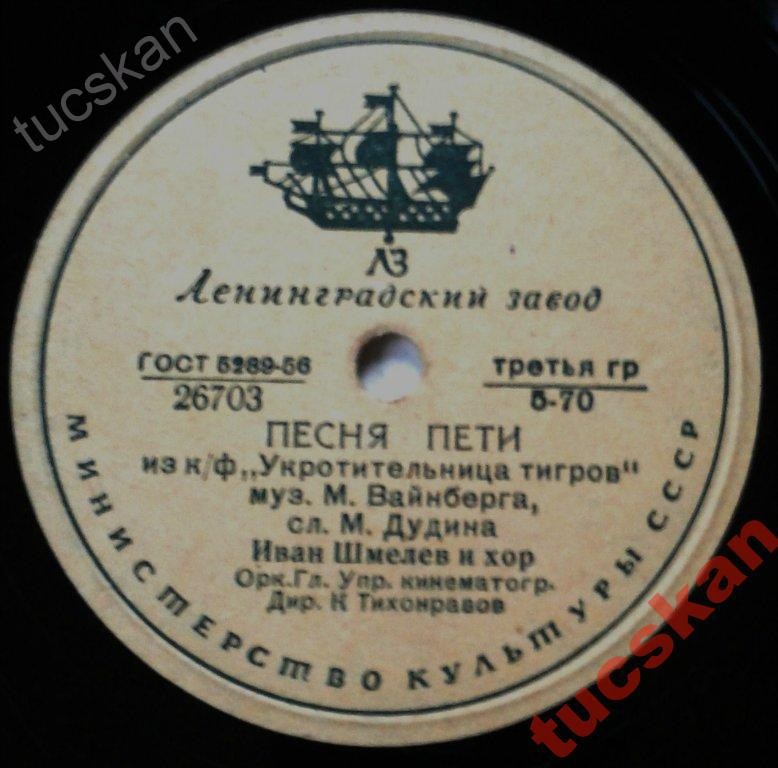 tucskan
ЛЗ
Ленинградский завод
ГОСТ 5289-56
26703
третья гр
5-70
ПЕСНЯ ПЕТИ
из к/ф „Укротительница тигров"
муз. М. Вайнберга,
сл. М. Дудина
Иван Шмелев и хор
Орк.Гл. Упр. кинематогр.
Дир. К Тихонравов
МИНИСТЕРСТВО КУЛЬТУРЫ СССР
tucskan